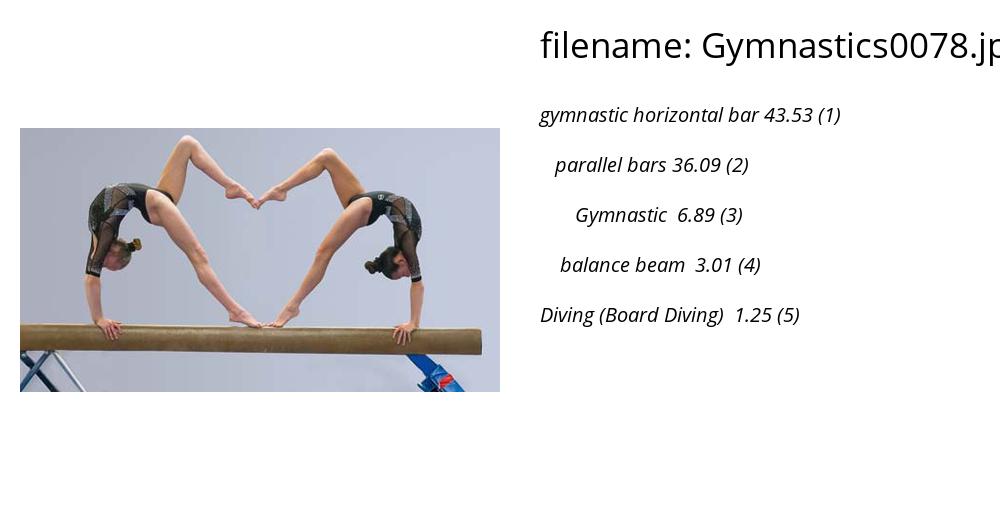 filename: Gymnastics0078.jp
gymnastic horizontal bar 43.53 (1)
parallel bars 36.09 (2)
Gymnastic 6.89 (3)
balance beam 3.01 (4)
Diving (Board Diving) 1.25 (5)